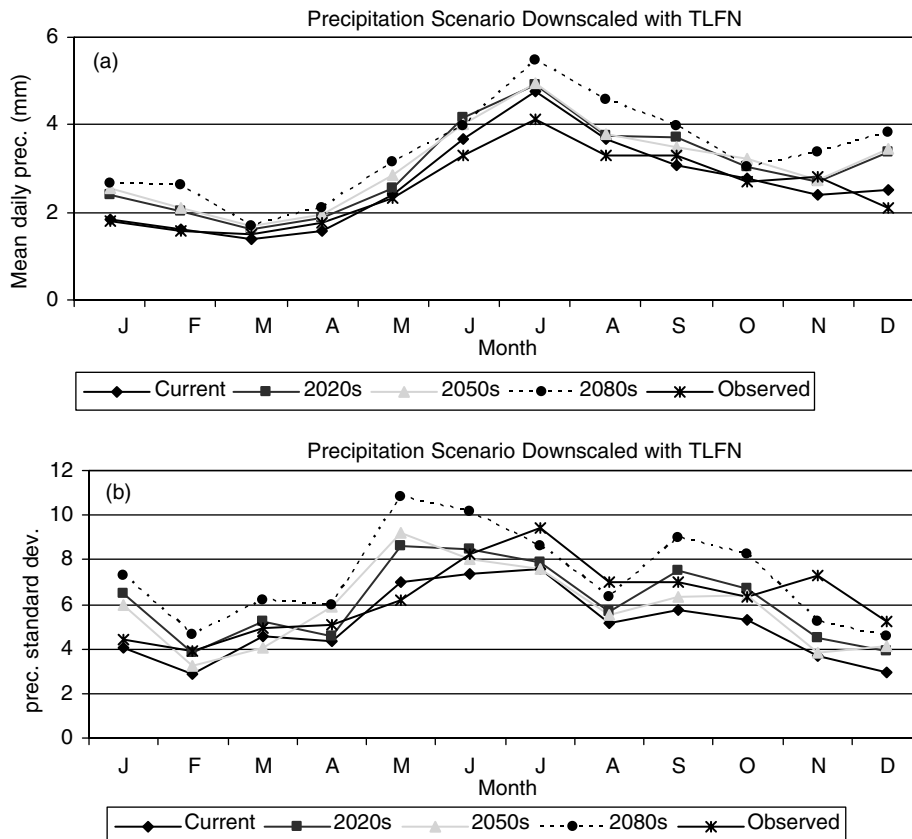 Precipitation Scenario Downscaled with TLFN
(a)
Mean daily prec. (mm)
6
4
2
0
J F M A M J J A S O N D
Month
Current 2020s 2050s 2080s Observed
Precipitation Scenario Downscaled with TLFN
(b)
prec. standard dev.
12
10
8
6
4
2
0
J F M A M J J A S O N D
Month
Current 2020s 2050s 2080s Observed